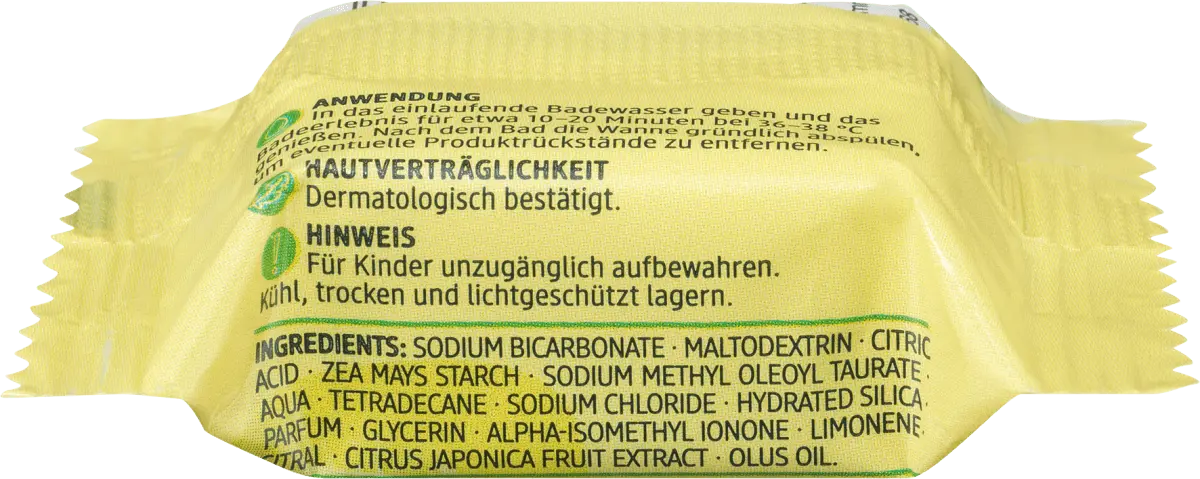 ANWENDUNG
In das einlaufende Badewasser geben und das
Badeerlebnis für etwa 10–20 Minuten bei 36–38 °C
genießen. Nach dem Bad die Wanne gründlich abspülen,
um eventuelle Produktrückstände zu entfernen.
HAUTVERTRÄGLICHKEIT
Dermatologisch bestätigt.
HINWEIS
Für Kinder unzugänglich aufbewahren.
Kühl, trocken und lichtgeschützt lagern.
INGREDIENTS: SODIUM BICARBONATE · MALTODEXTRIN · CITRIC
ACID · ZEA MAYS STARCH · SODIUM METHYL OLEOYL TAURATE ·
AQUA · TETRADECANE · SODIUM CHLORIDE · HYDRATED SILICA ·
PARFUM · GLYCERIN · ALPHA-ISOMETHYL IONONE · LIMONENE ·
CITRAL · CITRUS JAPONICA FRUIT EXTRACT · OLUS OIL.